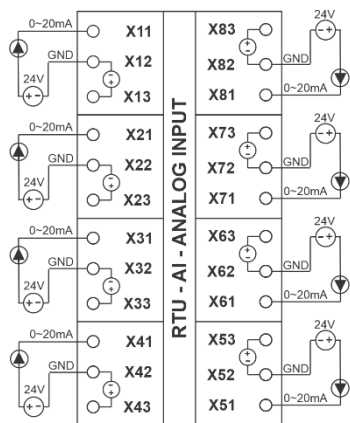 0~20mA
X11
GND
X12
24V
X13
0~20mA
X21
GND
X22
24V
X23
0~20mA
X31
GND
X32
24V
X33
0~20mA
X41
GND
X42
24V
X43
RTU - AI - ANALOG INPUT
24V
X83
GND
X82
0~20mA
X81
24V
X73
GND
X72
0~20mA
X71
24V
X63
GND
X62
0~20mA
X61
24V
X53
GND
X52
0~20mA
X51